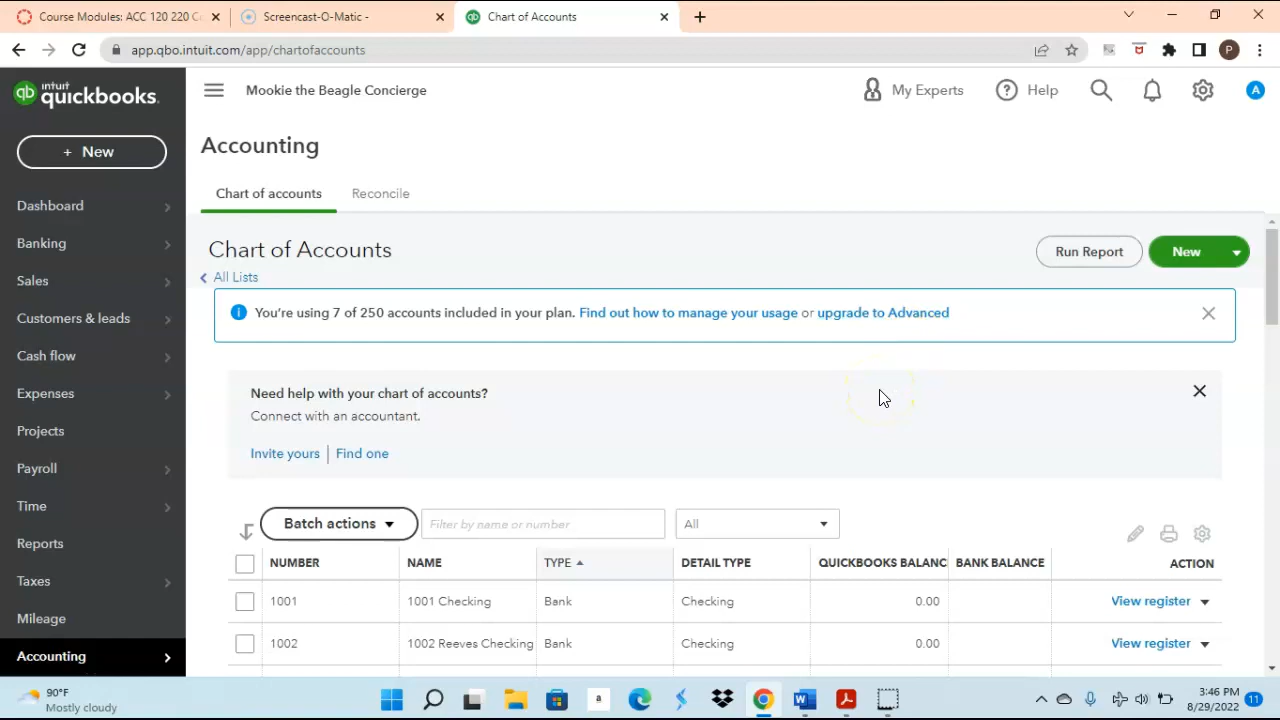 Course Modules: ACC 120 220 Co
Screencast-O-Matic -
Chart of Accounts
app.qbo.intuit.com/app/chartofaccounts
P
intuit
qb quickbooks.
Mookie the Beagle Concierge
My Experts
Help
A
+ New
Accounting
Chart of accounts
Reconcile
Dashboard
Banking
Sales
Customers & leads
Cash flow
Expenses
Projects
Payroll
Time
Reports
Taxes
Mileage
Accounting
Chart of Accounts
All Lists
Run Report
New
You're using 7 of 250 accounts included in your plan. Find out how to manage your usage or upgrade to Advanced
Need help with your chart of accounts?
Connect with an accountant.
Invite yours | Find one
Batch actions
Filter by name or number
All
NUMBER NAME TYPE DETAIL TYPE QUICKBOOKS BALANC BANK BALANCE ACTION
1001 1001 Checking Bank Checking 0.00 View register
1002 1002 Reeves Checking Bank Checking 0.00 View register
90°F
Mostly cloudy
a
3:46 PM
8/29/2022
11